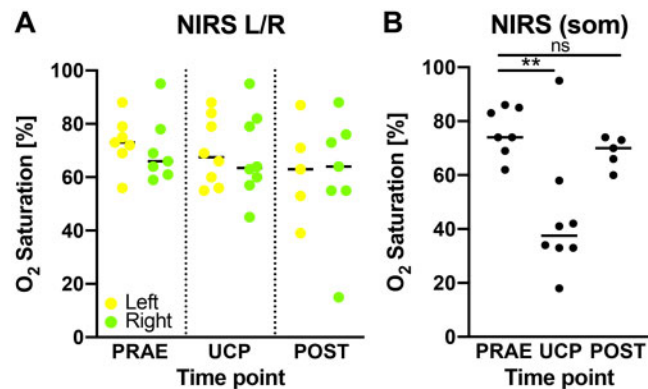 A
NIRS L/R
O2 Saturation [%]
100
80
60
40
20
0
Left
Right
PRAE
UCP
POST
Time point
B
NIRS (som)
ns
**
O2 Saturation [%]
100
80
60
40
20
0
PRAE UCP POST
Time point